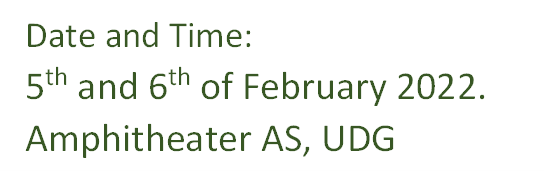 Date and Time:
5th and 6th of February 2022.
Amphitheater AS, UDG